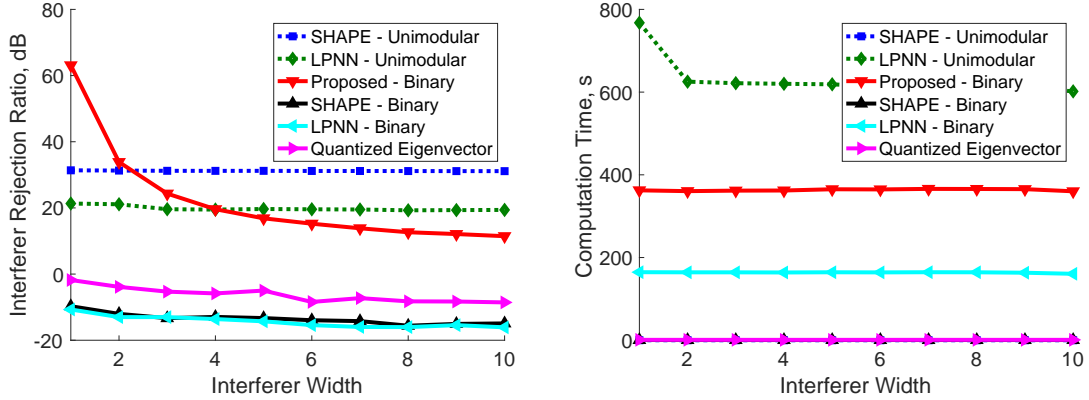 Interferer Rejection Ratio, dB
80
60
40
20
0
-20
2
4
6
8
10
Interferer Width
SHAPE - Unimodular
LPNN - Unimodular
Proposed - Binary
SHAPE - Binary
LPNN - Binary
Quantized Eigenvector
Computation Time, s
800
600
400
200
0
2
4
6
8
10
Interferer Width
SHAPE - Unimodular
LPNN - Unimodular
Proposed - Binary
SHAPE - Binary
LPNN - Binary
Quantized Eigenvector